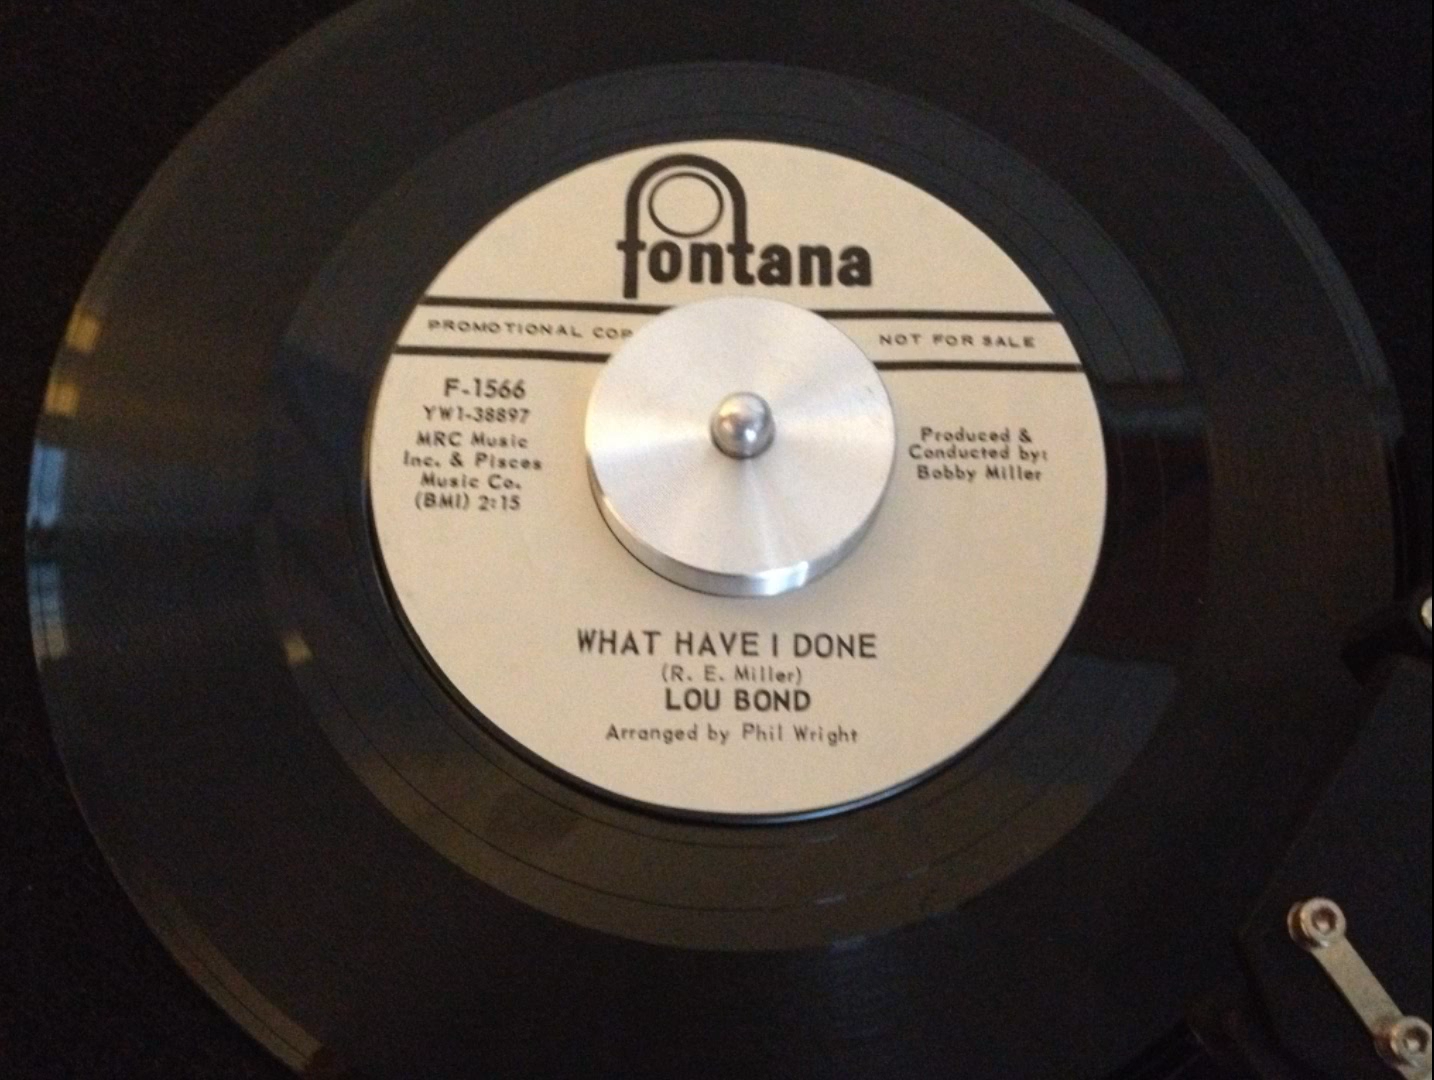 fontana
PROMOTIONAL COP
NOT FOR SALE
F-1566
YW1-38897
MRC Music
Inc. & Pisces
Music Co.
(BMI) 2:15
Produced &
Conducted by:
Bobby Miller
WHAT HAVE I DONE
(R. E. Miller)
LOU BOND
Arranged by Phil Wright